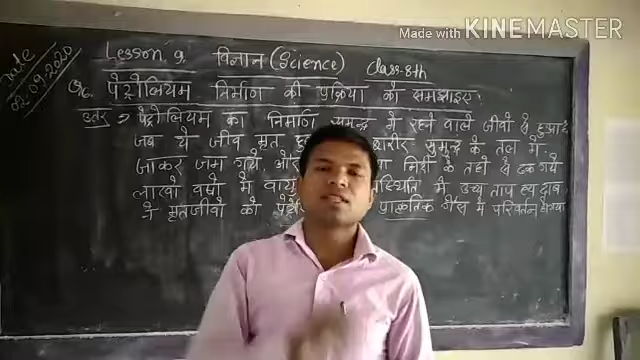 Made with KINEMASTER
Date
02.09.2020
Lesson 9 विज्ञान (Science) Class-8th
पेट्रोलियम निर्माण की प्रक्रिया को समझाइए।
उत्तर पेट्रोलियम का निर्माण समुद्र में रहने वाले जीवों से हुआ है
जब ये जीव मृत शरीर समुद्र के तल में
जाकर जम गये, मिट्टी के तहो से ढक गये
लाखो वर्षो में उच्च ताप एव दाब
ने मृतजीवो को प्राकृतिक गैस में परिवर्तन